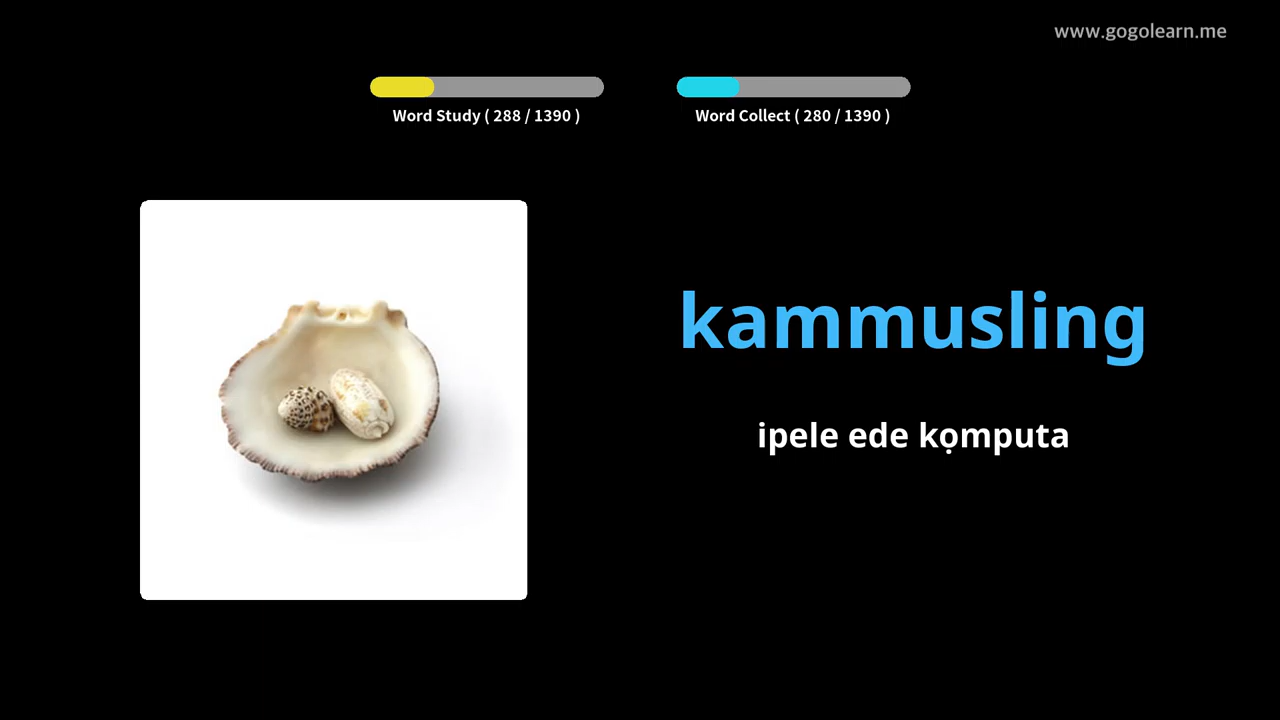 www.gogolearn.me
Word Study ( 288 / 1390 )
Word Collect ( 280 / 1390 )
kammusling
ipele ede kọmputa